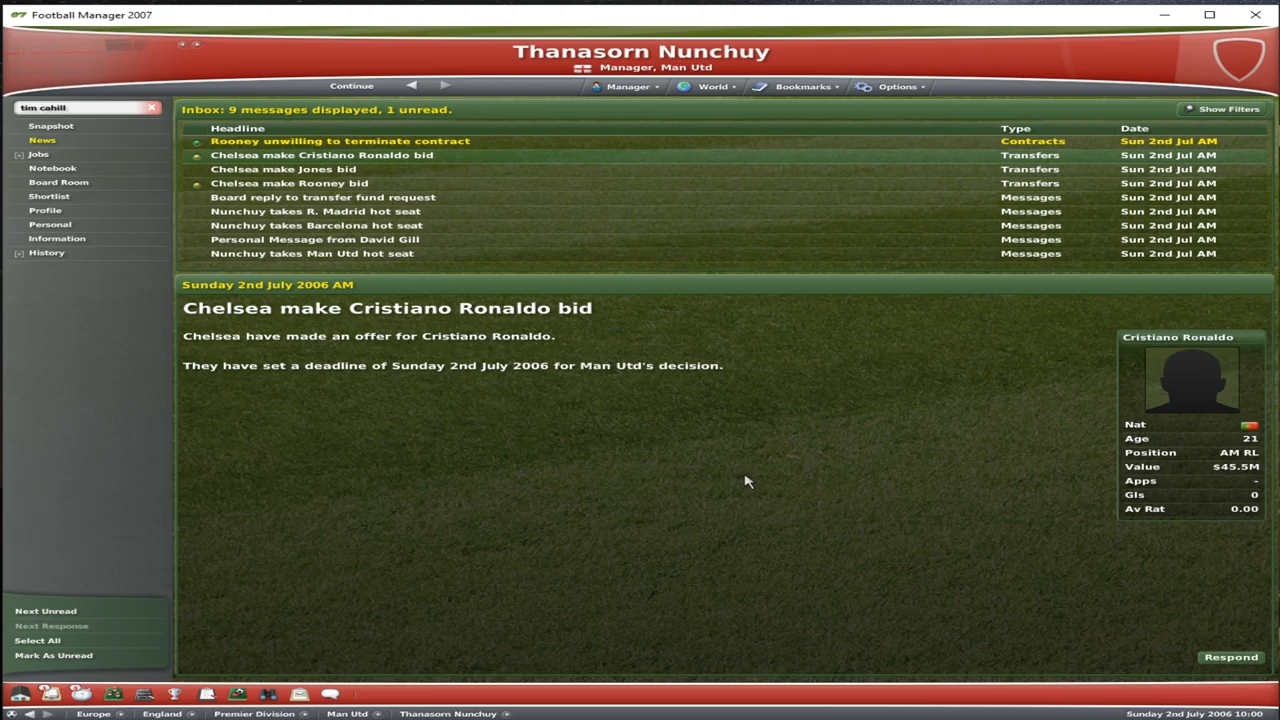 Football Manager 2007
Thanasorn Nunchuy
Manager, Man Utd
Continue
Manager
World
Bookmarks
Options
tim cahill
Snapshot
News
Jobs
Notebook
Board Room
Shortlist
Profile
Personal
Information
History
Inbox: 9 messages displayed, 1 unread.
Show Filters
Headline Type Date
Rooney unwilling to terminate contract Contracts Sun 2nd Jul AM
Chelsea make Cristiano Ronaldo bid Transfers Sun 2nd Jul AM
Chelsea make Jones bid Transfers Sun 2nd Jul AM
Chelsea make Rooney bid Transfers Sun 2nd Jul AM
Board reply to transfer fund request Messages Sun 2nd Jul AM
Nunchuy takes R. Madrid hot seat Messages Sun 2nd Jul AM
Nunchuy takes Barcelona hot seat Messages Sun 2nd Jul AM
Personal Message from David Gill Messages Sun 2nd Jul AM
Nunchuy takes Man Utd hot seat Messages Sun 2nd Jul AM
Sunday 2nd July 2006 AM
Chelsea make Cristiano Ronaldo bid
Chelsea have made an offer for Cristiano Ronaldo.
They have set a deadline of Sunday 2nd July 2006 for Man Utd's decision.
Cristiano Ronaldo
Nat
Age 21
Position AM RL
Value $45.5M
Apps -
Gls 0
Av Rat 0.00
Respond
Next Unread
Next Response
Select All
Mark As Unread
Europe
England
Premier Division
Man Utd
Thanasorn Nunchuy
Sunday 2nd July 2006 10:00